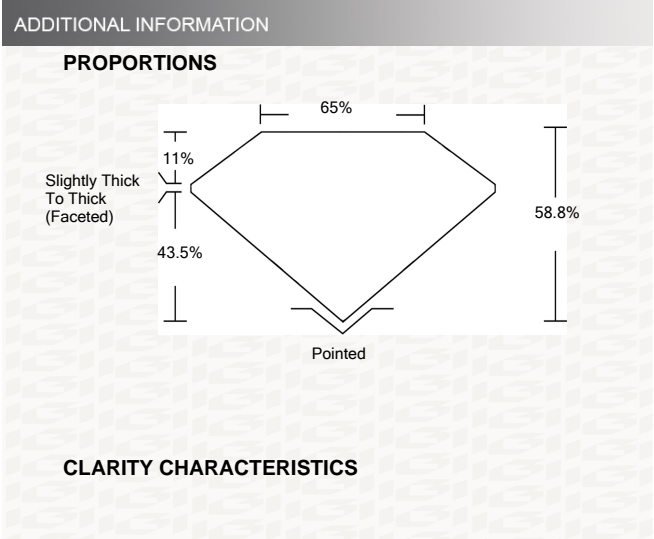 ADDITIONAL INFORMATION
PROPORTIONS
65%
11%
Slightly Thick
To Thick
(Faceted)
58.8%
43.5%
Pointed
CLARITY CHARACTERISTICS